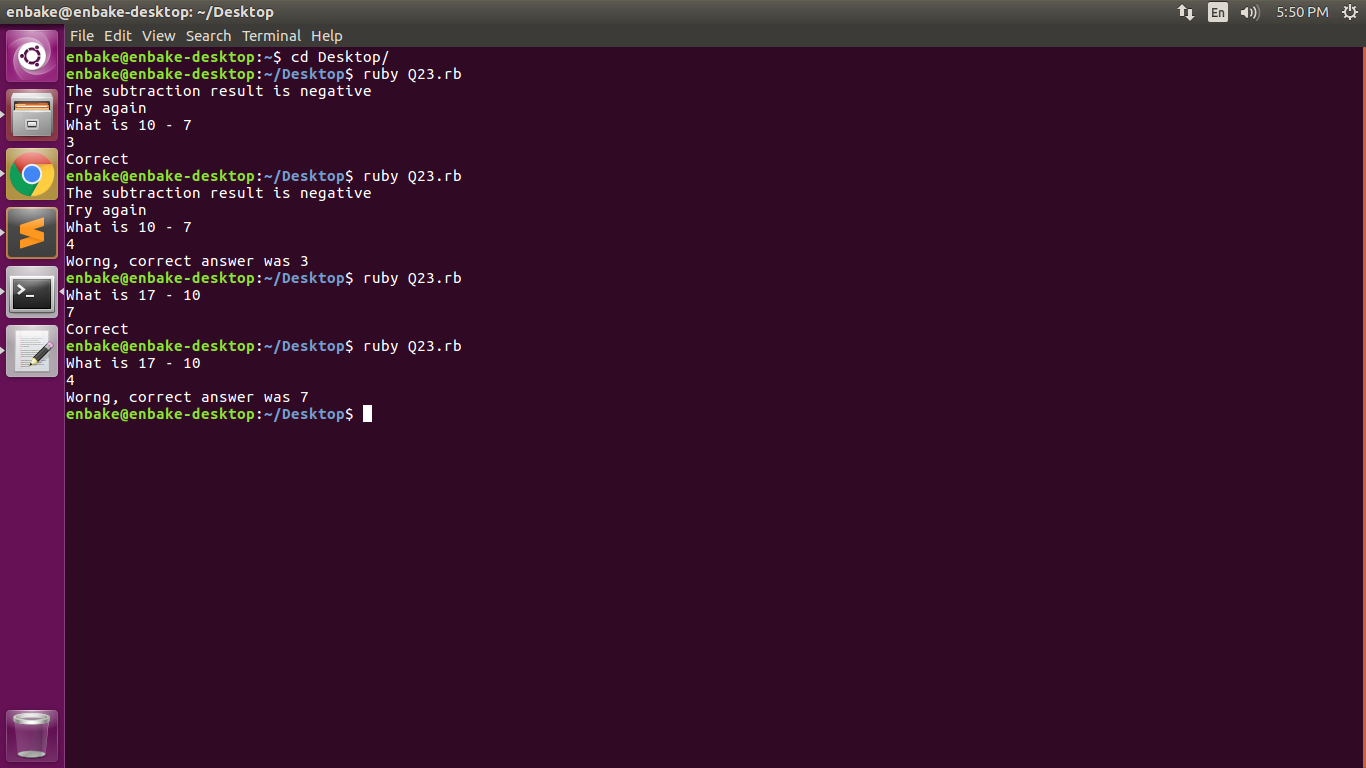 enbake@enbake-desktop: ~/Desktop
En
5:50 PM
File Edit View Search Terminal Help
enbake@enbake-desktop:~$ cd Desktop/
enbake@enbake-desktop:~/Desktop$ ruby Q23.rb
The subtraction result is negative
Try again
What is 10 - 7
3
Correct
enbake@enbake-desktop:~/Desktop$ ruby Q23.rb
The subtraction result is negative
Try again
What is 10 - 7
4
Worng, correct answer was 3
enbake@enbake-desktop:~/Desktop$ ruby Q23.rb
What is 17 - 10
7
Correct
enbake@enbake-desktop:~/Desktop$ ruby Q23.rb
What is 17 - 10
4
Worng, correct answer was 7
enbake@enbake-desktop:~/Desktop$